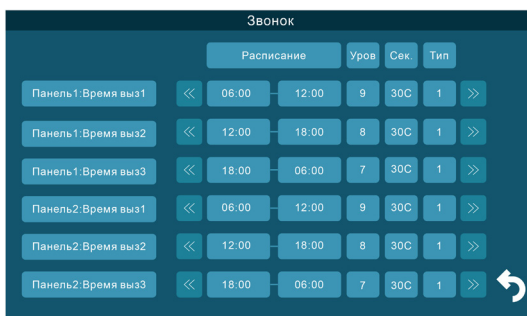 Звонок
Расписание Уров Сек. Тип
Панель1:Время выз1 06:00 12:00 9 30С 1
Панель1:Время выз2 12:00 18:00 8 30С 1
Панель1:Время выз3 18:00 06:00 7 30С 1
Панель2:Время выз1 06:00 12:00 9 30С 1
Панель2:Время выз2 12:00 18:00 8 30С 1
Панель2:Время выз3 18:00 06:00 7 30С 1